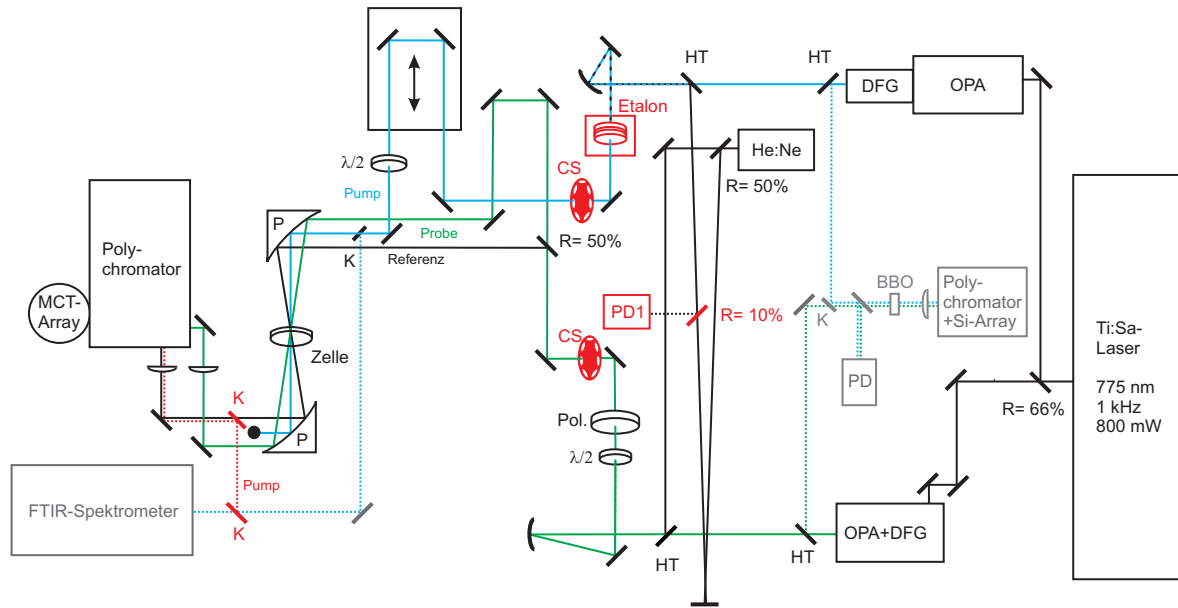 HT
HT
DFG
OPA
Etalon
He:Ne
λ/2
CS
R= 50%
Pump
P
Probe
R= 50%
K
Referenz
Poly-
chromator
BBO
Poly-
chromator
+Si-Array
K
MCT-
Array
PD1
R= 10%
Ti:Sa-
Laser
775 nm
1 kHz
800 mW
CS
Zelle
PD
R= 66%
K
Pol.
P
λ/2
Pump
FTIR-Spektrometer
K
HT
HT
OPA+DFG